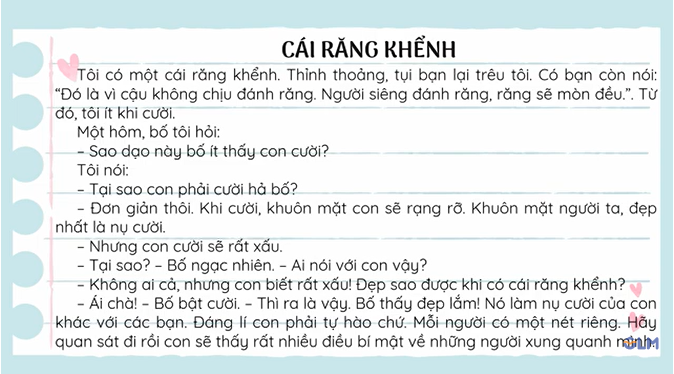 CÁI RĂNG KHỂNH
Tôi có một cái răng khểnh. Thỉnh thoảng, tụi bạn lại trêu tôi. Có bạn còn nói:
“Đó là vì cậu không chịu đánh răng. Người siêng đánh răng, răng sẽ mòn đều.”. Từ
đó, tôi ít khi cười.
Một hôm, bố tôi hỏi:
– Sao dạo này bố ít thấy con cười?
Tôi nói:
– Tại sao con phải cười hả bố?
– Đơn giản thôi. Khi cười, khuôn mặt con sẽ rạng rỡ. Khuôn mặt người ta, đẹp
nhất là nụ cười.
– Nhưng con cười sẽ rất xấu.
– Tại sao? – Bố ngạc nhiên. – Ai nói với con vậy?
– Không ai cả, nhưng con biết rất xấu! Đẹp sao được khi có cái răng khểnh?
– Ái chà! – Bố bật cười. – Thì ra là vậy. Bố thấy đẹp lắm! Nó làm nụ cười của con
khác với các bạn. Đáng lí con phải tự hào chứ. Mỗi người có một nét riêng. Hãy
quan sát đi rồi con sẽ thấy rất nhiều điều bí mật về những người xung quanh mình.
OLM